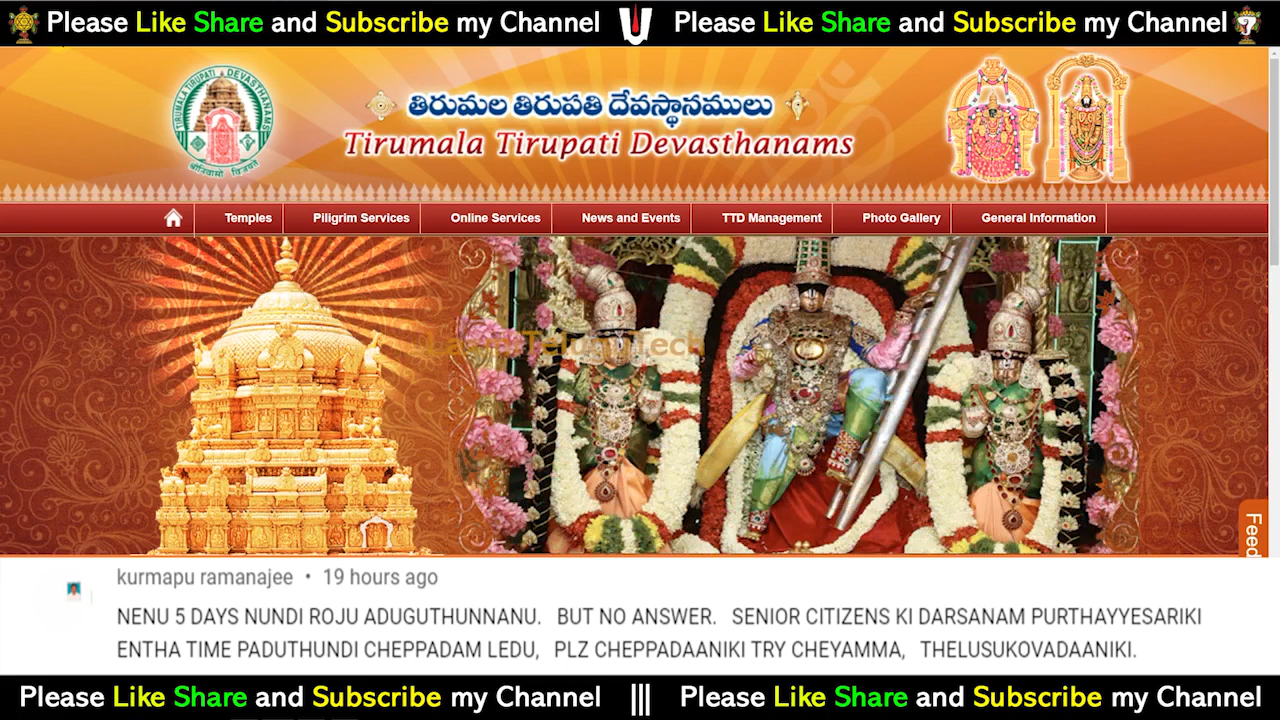 Please Like Share and Subscribe my Channel
Please Like Share and Subscribe my Channel
TIRUMALA TIRUPATI DEVASTHANAMS
తిరుమల తిరుపతి దేవస్థానములు
Tirumala Tirupati Devasthanams
Temples
Piligrim Services
Online Services
News and Events
TTD Management
Photo Gallery
General Information
Feed
kurmapu ramanajee • 19 hours ago
NENU 5 DAYS NUNDI ROJU ADUGUTHUNNANU. BUT NO ANSWER. SENIOR CITIZENS KI DARSANAM PURTHAYYESARIKI
ENTHA TIME PADUTHUNDI CHEPPADAM LEDU, PLZ CHEPPADAANIKI TRY CHEYAMMA, THELUSUKOVADAANIKI.
Please Like Share and Subscribe my Channel ||| Please Like Share and Subscribe my Channel